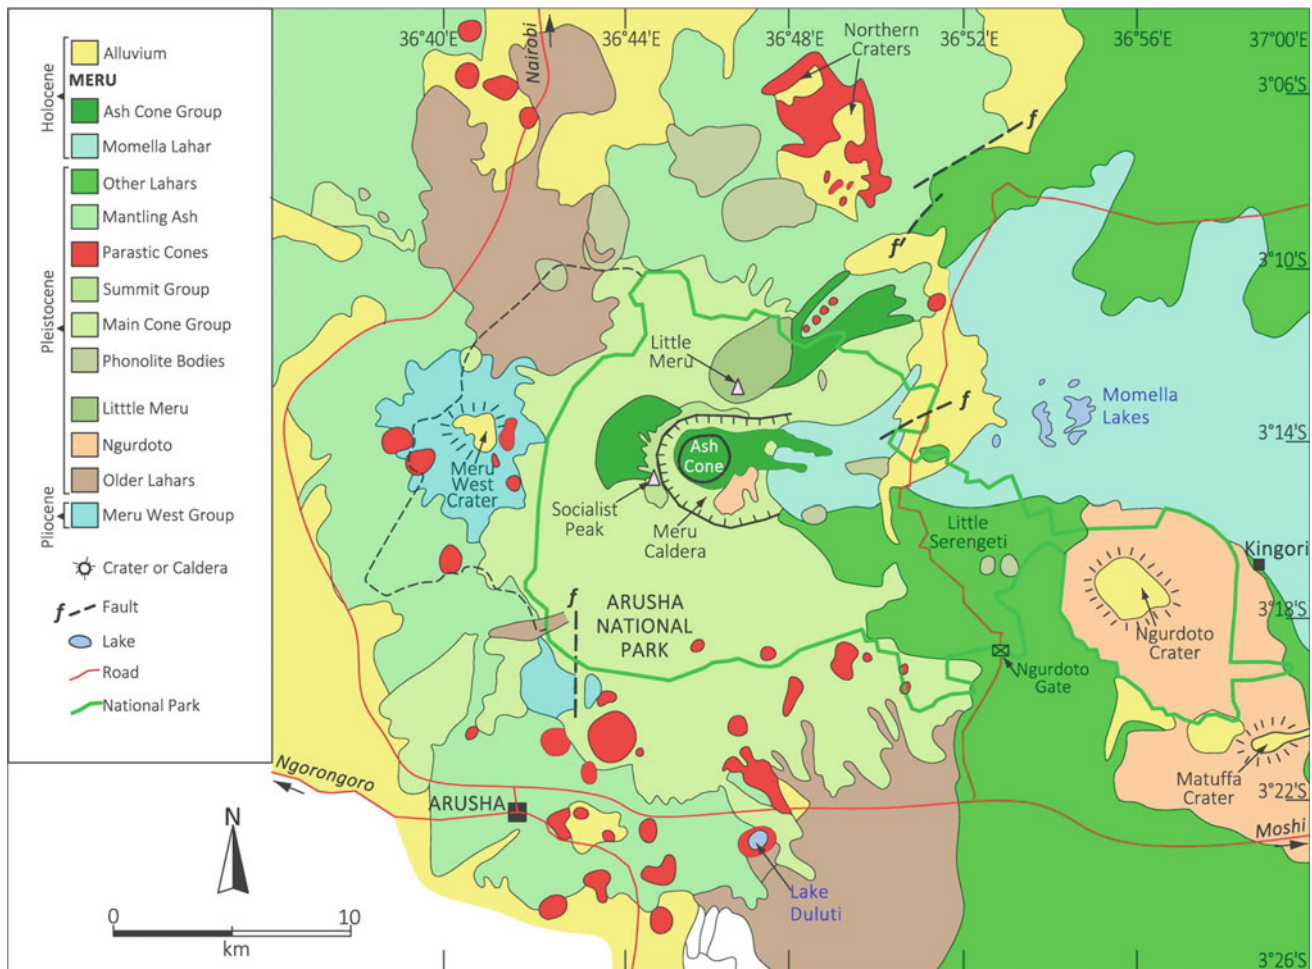 Holocene
Pleistocene
Pliocene
Alluvium
MERU
Ash Cone Group
Momella Lahar
Other Lahars
Mantling Ash
Parastic Cones
Summit Group
Main Cone Group
Phonolite Bodies
Litttle Meru
Ngurdoto
Older Lahars
Meru West Group
Crater or Caldera
f
Fault
Lake
Road
National Park
36°40'E
36°44'E
36°48'E
36°52'E
36°56'E
37°00'E
Nairobi
Northern
Craters
3°06'S
f
f
3°10'S
Little
Meru
f
Momella
Lakes
3°14'S
Meru
West
Crater
Ash
Cone
Socialist
Peak
Meru
Caldera
Little
Serengeti
Kingori
f
ARUSHA
NATIONAL
PARK
3°18'S
Ngurdoto
Crater
Ngurdoto
Gate
Ngorongoro
Matuffa
Crater
3°22'S
ARUSHA
Moshi
N
Lake
Duluti
0
10
km
3°26'S